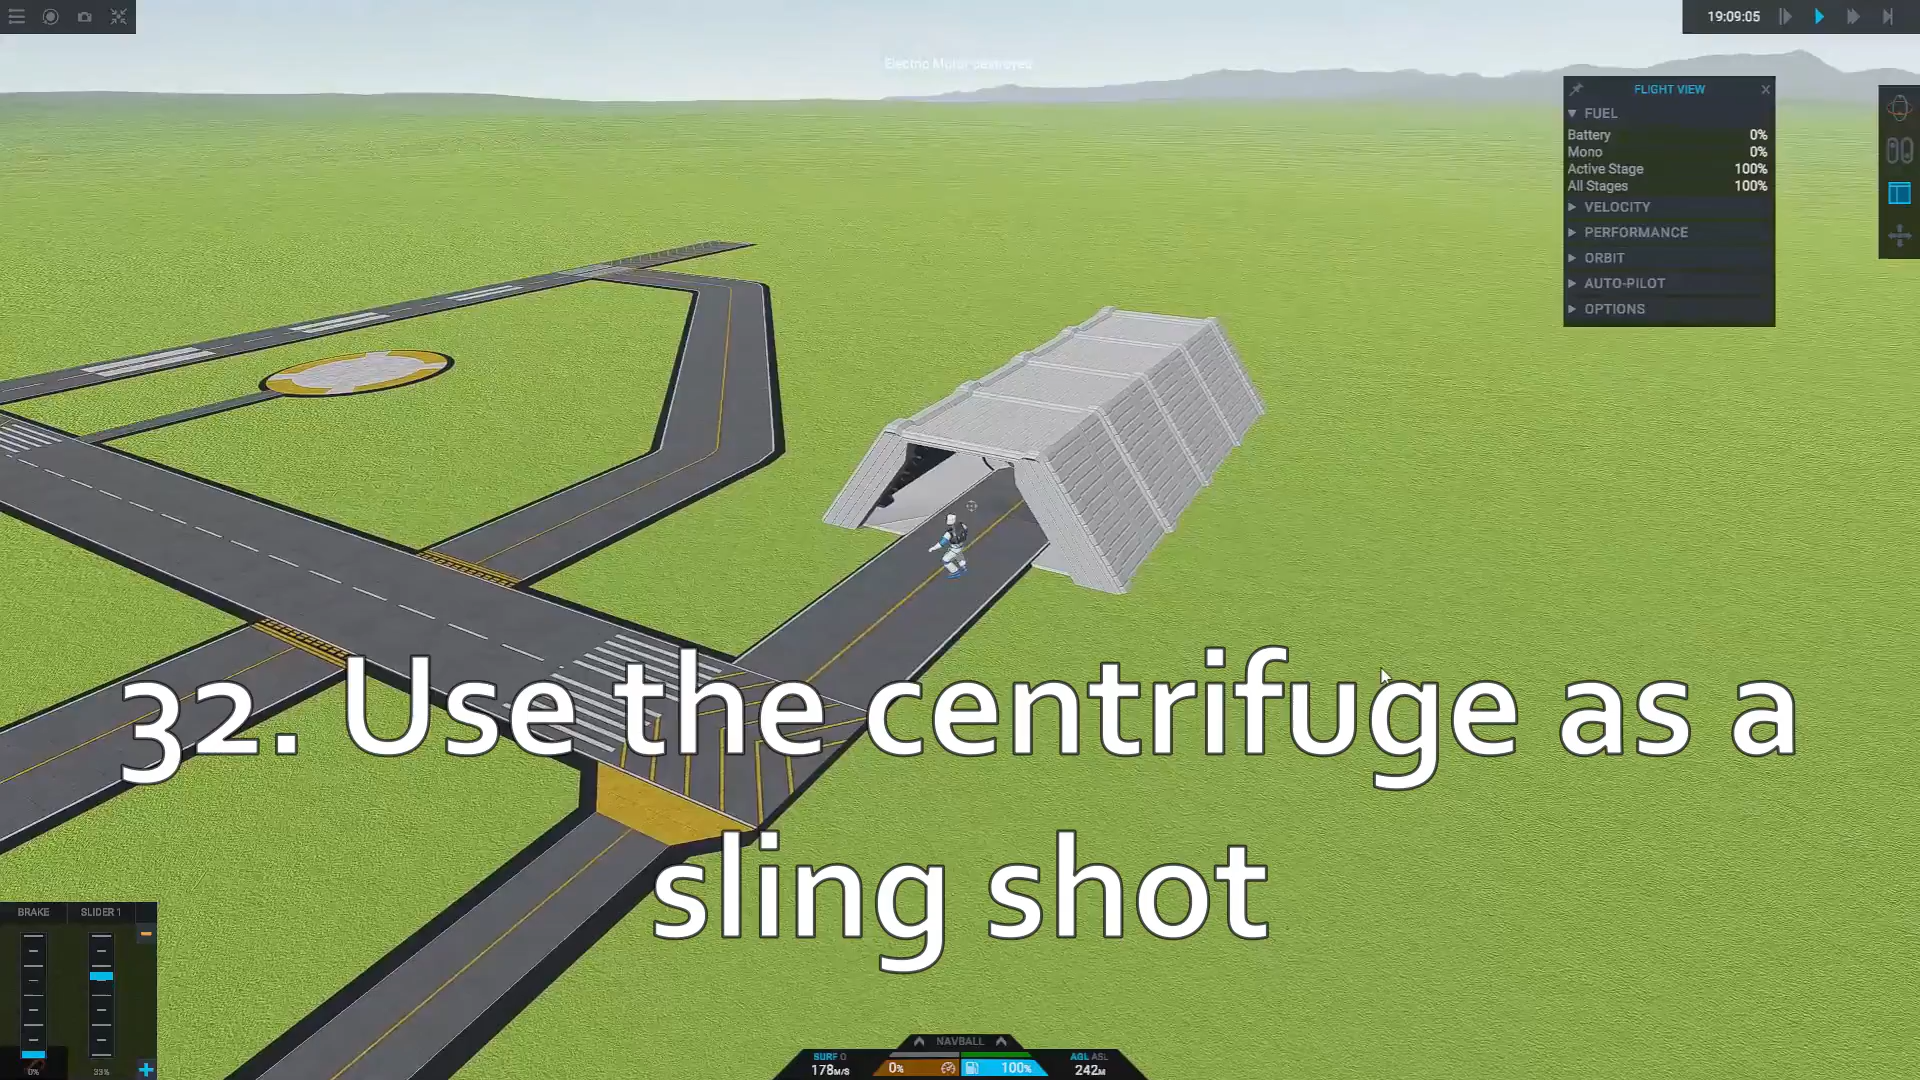 19:09:05
Electric Motor destroyed
FLIGHT VIEW
FUEL
Battery 0%
Mono 0%
Active Stage 100%
All Stages 100%
VELOCITY
PERFORMANCE
ORBIT
AUTO-PILOT
OPTIONS
32. Use the centrifuge as a
sling shot
BRAKE SLIDER 1
0% 33%
NAVBALL
SURF O AGL ASL
178M/S 0% 100% 242M